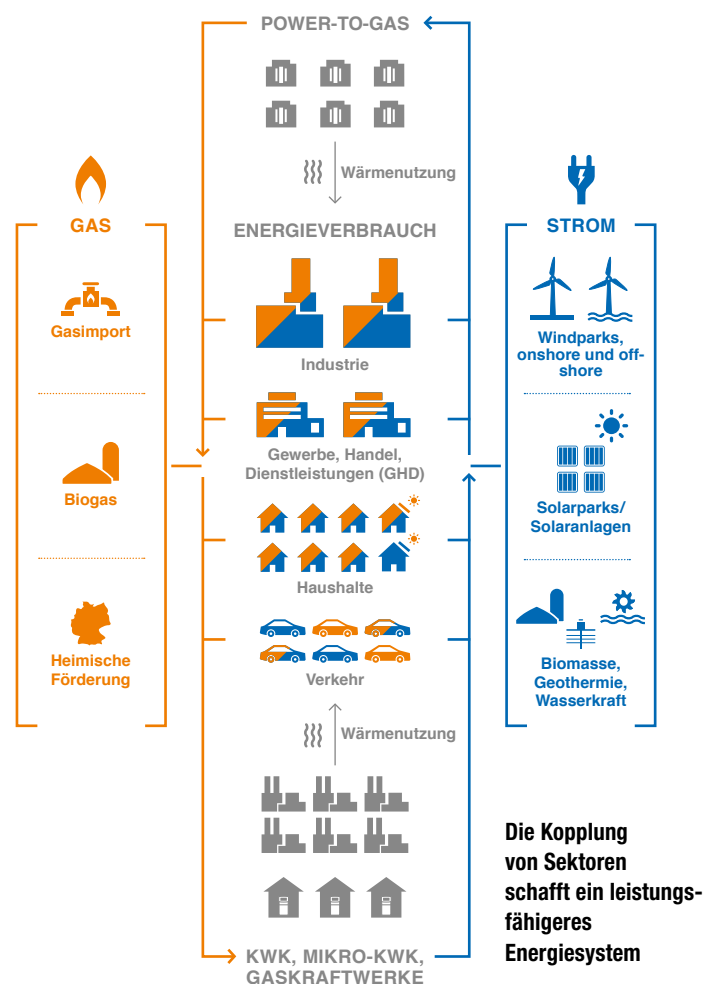 POWER-TO-GAS
Wärmenutzung
GAS
Gasimport
Biogas
Heimische
Förderung
ENERGIEVERBRAUCH
Industrie
Gewerbe, Handel,
Dienstleistungen (GHD)
Haushalte
Verkehr
Wärmenutzung
KWK, MIKRO-KWK,
GASKRAFTWERKE
STROM
Windparks,
onshore und off-
shore
Solarparks/
Solaranlagen
Biomasse,
Geothermie,
Wasserkraft
Die Kopplung
von Sektoren
schafft ein leistungs-
fähigeres
Energiesystem